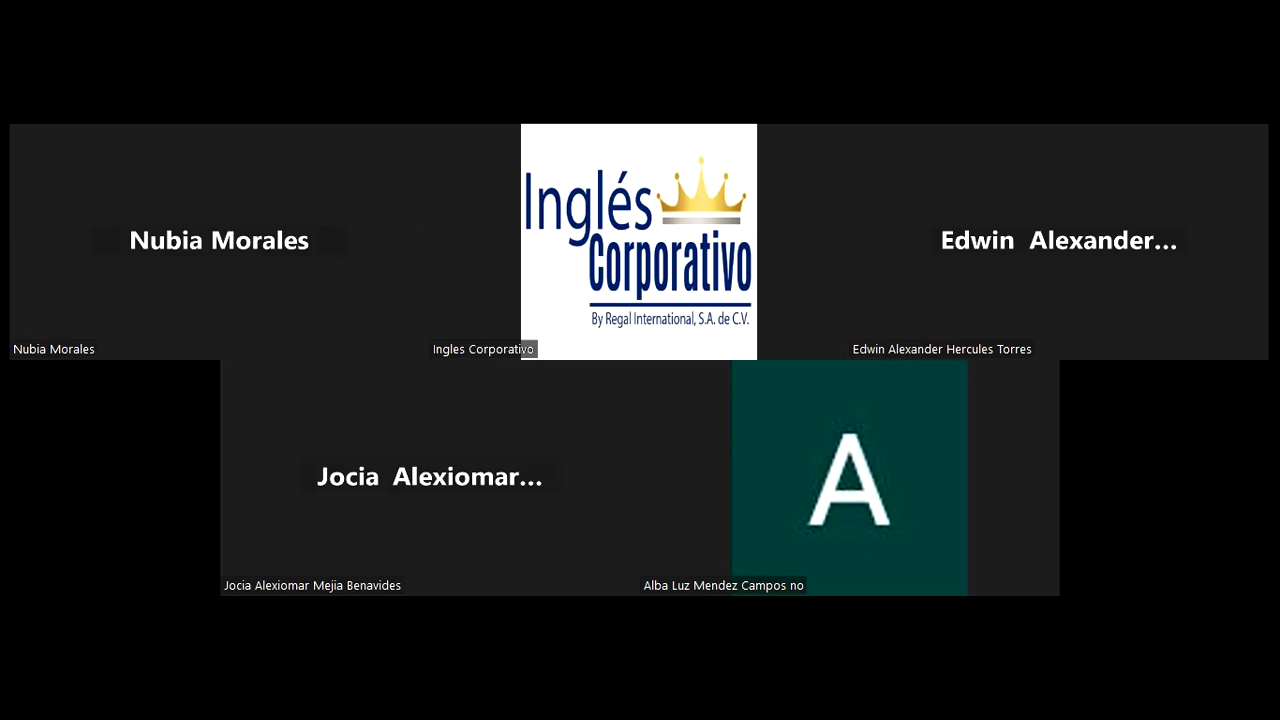 Nubia Morales
Inglés
Corporativo
By Regal International, S.A. de C.V.
Edwin Alexander...
Nubia Morales
Ingles Corporativo
Edwin Alexander Hercules Torres
Jocia Alexiomar...
A
Jocia Alexiomar Mejia Benavides
Alba Luz Mendez Campos no